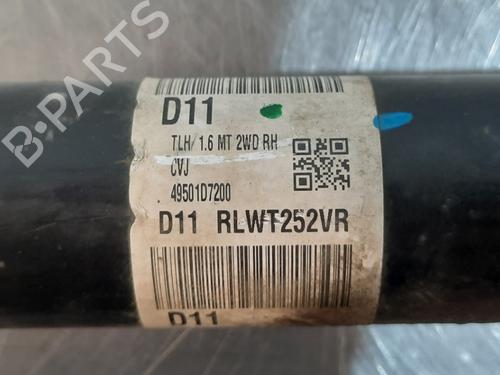 D11
TLH/ 1.6 MT 2WD RH
CVJ
49501D7200
D11 RLWT252VR
D11
B-PARTS